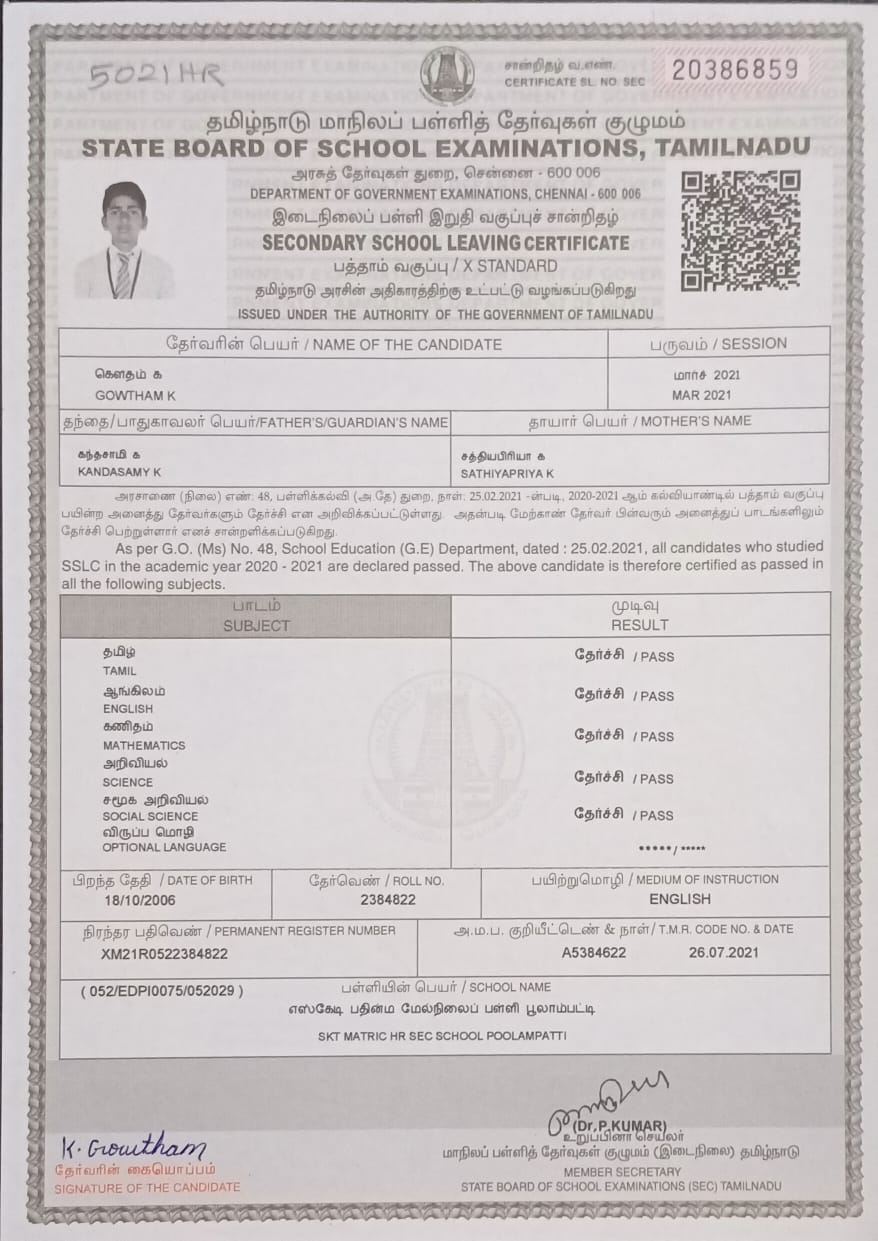 5021HR
சான்றிதழ் வ.எண்.
CERTIFICATE SL. NO. SEC 20386859
தமிழ்நாடு மாநிலப் பள்ளித் தேர்வுகள் குழுமம்
STATE BOARD OF SCHOOL EXAMINATIONS, TAMILNADU
அரசுத் தேர்வுகள் துறை, சென்னை - 600 006
DEPARTMENT OF GOVERNMENT EXAMINATIONS, CHENNAI - 600 006
இடைநிலைப் பள்ளி இறுதி வகுப்புச் சான்றிதழ்
SECONDARY SCHOOL LEAVING CERTIFICATE
பத்தாம் வகுப்பு / X STANDARD
தமிழ்நாடு அரசின் அதிகாரத்திற்கு உட்பட்டு வழங்கப்படுகிறது
ISSUED UNDER THE AUTHORITY OF THE GOVERNMENT OF TAMILNADU
தேர்வரின் பெயர் / NAME OF THE CANDIDATE பருவம் / SESSION
கௌதம் க மார்ச் 2021
GOWTHAM K MAR 2021
தந்தை/பாதுகாவலர் பெயர்/FATHER'S/GUARDIAN'S NAME தாயார் பெயர் / MOTHER'S NAME
கந்தசாமி க சத்தியபிரியா க
KANDASAMY K SATHIYAPRIYA K
அரசாணை (நிலை) எண்: 48, பள்ளிக்கல்வி (அ.தே) துறை, நாள்: 25.02.2021 -ன்படி, 2020-2021 ஆம் கல்வியாண்டில் பத்தாம் வகுப்பு
பயின்ற அனைத்து தேர்வர்களும் தேர்ச்சி என அறிவிக்கப்பட்டுள்ளது. அதன்படி மேற்காண் தேர்வர் பின்வரும் அனைத்துப் பாடங்களிலும்
தேர்ச்சி பெற்றுள்ளார் எனச் சான்றளிக்கப்படுகிறது.
As per G.O. (Ms) No. 48, School Education (G.E) Department, dated : 25.02.2021, all candidates who studied
SSLC in the academic year 2020 - 2021 are declared passed. The above candidate is therefore certified as passed in
all the following subjects.
பாடம் முடிவு
SUBJECT RESULT
தமிழ் தேர்ச்சி / PASS
TAMIL
ஆங்கிலம் தேர்ச்சி / PASS
ENGLISH
கணிதம் தேர்ச்சி / PASS
MATHEMATICS
அறிவியல் தேர்ச்சி / PASS
SCIENCE
சமூக அறிவியல் தேர்ச்சி / PASS
SOCIAL SCIENCE
விருப்ப மொழி
OPTIONAL LANGUAGE *****/ *****
பிறந்த தேதி / DATE OF BIRTH தேர்வெண் / ROLL NO. பயிற்றுமொழி / MEDIUM OF INSTRUCTION
18/10/2006 2384822 ENGLISH
நிரந்தர பதிவெண் / PERMANENT REGISTER NUMBER அ.ம.ப. குறியீட்டெண் & நாள்/ T.M.R. CODE NO. & DATE
XM21R0522384822 A5384622 26.07.2021
( 052/EDPI0075/052029 ) பள்ளியின் பெயர் / SCHOOL NAME
எஸ்கேடி பதின்ம மேல்நிலைப் பள்ளி பூலாம்பட்டி
SKT MATRIC HR SEC SCHOOL POOLAMPATTI
(Dr.P.KUMAR)
உறுப்பினர் செயலர்
K. Growtham
தேர்வரின் கையொப்பம் மாநிலப் பள்ளித் தேர்வுகள் குழுமம் (இடைநிலை) தமிழ்நாடு
MEMBER SECRETARY
SIGNATURE OF THE CANDIDATE STATE BOARD OF SCHOOL EXAMINATIONS (SEC) TAMILNADU